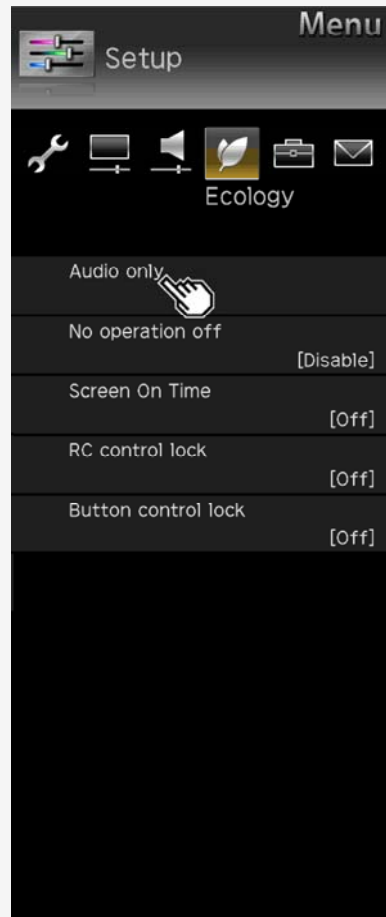 Menu
Setup
Ecology
Audio only
No operation off
[Disable]
Screen On Time
[Off]
RC control lock
[Off]
Button control lock
[Off]